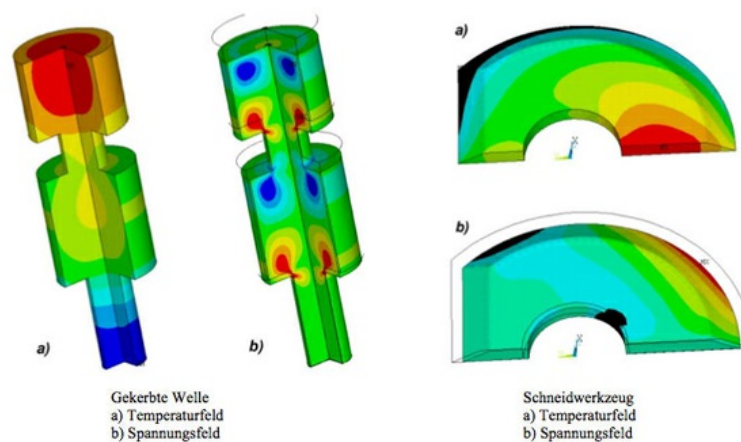 a)
b)
a)
b)
Gekerbte Welle
a) Temperaturfeld
b) Spannungsfeld
Schneidwerkzeug
a) Temperaturfeld
b) Spannungsfeld